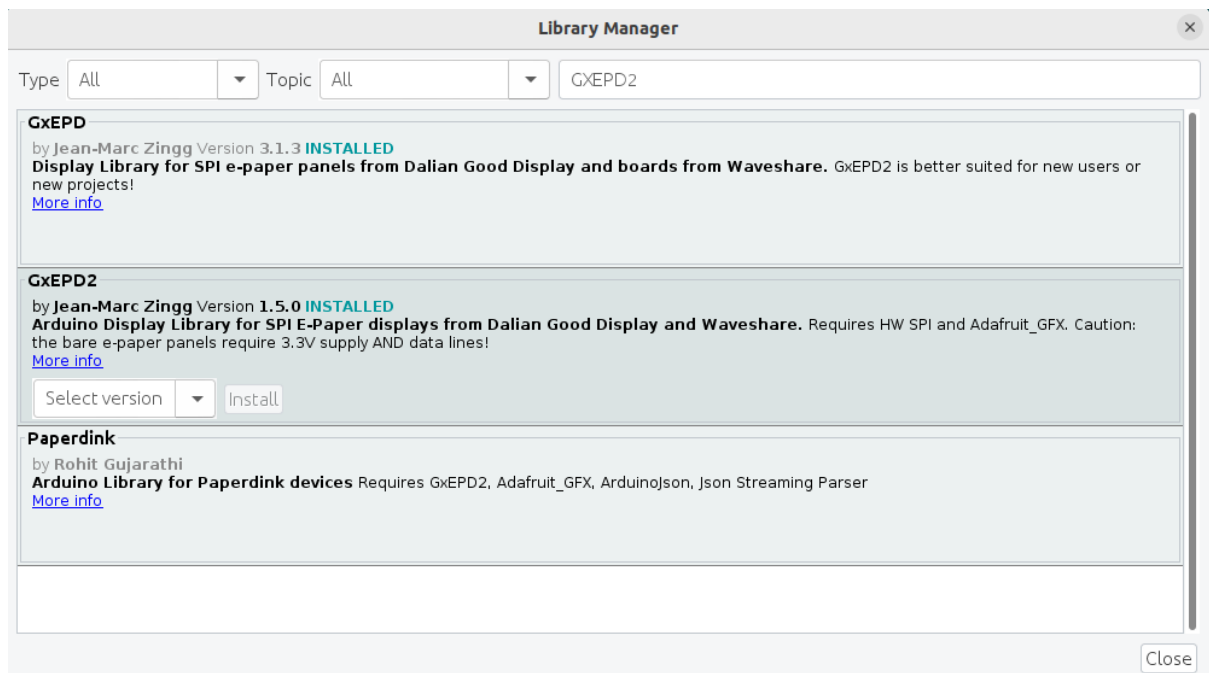 Library Manager
Type All Topic All GXEPD2
GxEPD
by Jean-Marc Zingg Version 3.1.3 INSTALLED
Display Library for SPI e-paper panels from Dalian Good Display and boards from Waveshare. GxEPD2 is better suited for new users or
new projects!
More info
GxEPD2
by Jean-Marc Zingg Version 1.5.0 INSTALLED
Arduino Display Library for SPI E-Paper displays from Dalian Good Display and Waveshare. Requires HW SPI and Adafruit_GFX. Caution:
the bare e-paper panels require 3.3V supply AND data lines!
More info
Select version Install
Paperdink
by Rohit Gujarathi
Arduino Library for Paperdink devices Requires GxEPD2, Adafruit_GFX, ArduinoJson, Json Streaming Parser
More info
Close